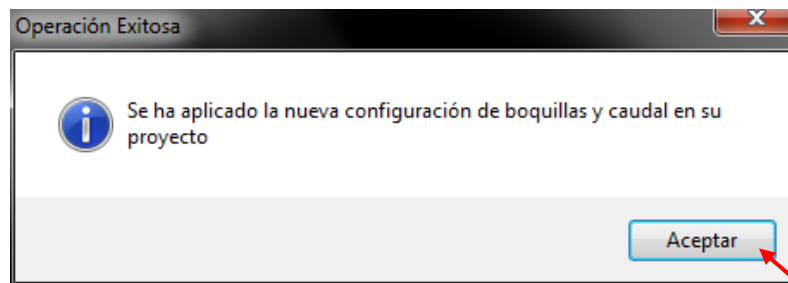 Operación Exitosa
Se ha aplicado la nueva configuración de boquillas y caudal en su
proyecto
Aceptar